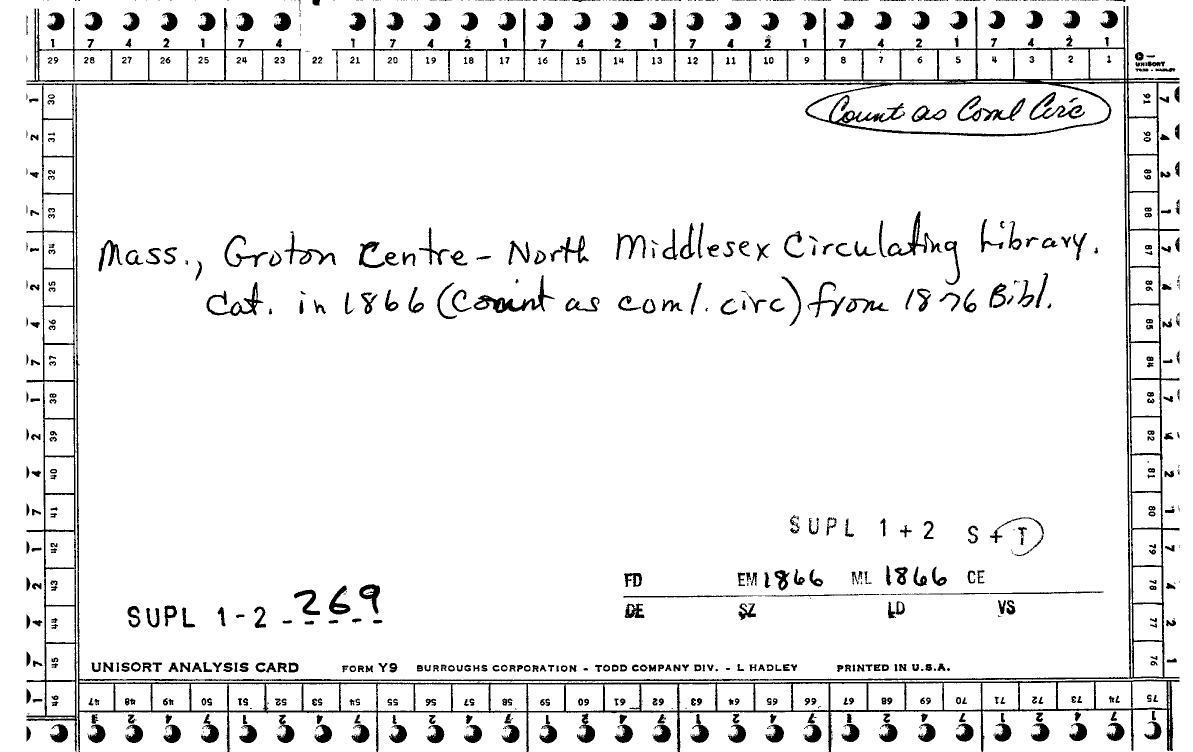 7 4 2 1 7 4 1 7 4 2 1 7 4 2 1 7 4 2 1 7 4 2 1 7 4 2 1
29 28 27 26 25 24 23 22 21 20 19 18 17 16 15 14 13 12 11 10 9 8 7 6 5 4 3 2 1
UNISORT
TODD - HADLEY
Count as Coml Circ
Mass., Groton Centre - North Middlesex Circulating Library.
Cat. in 1866 (Count as coml. circ) from 1876 Bibl.
SUPL 1 + 2 S + T
FD EM 1866 ML 1866 CE
DE SZ LD VS
SUPL 1 - 2 - 269
UNISORT ANALYSIS CARD FORM Y9 BURROUGHS CORPORATION - TODD COMPANY DIV. - L HADLEY PRINTED IN U.S.A.
30 31 32 33 34 35 36 37 38 39 40 41 42 43 44 45 46
47 48 49 50 51 52 53 54 55 56 57 58 59 60 61 62 63 64 65 66 67 68 69 70 71 72 73 74 75
76 77 78 79 80 81 82 83 84 85 86 87 88 89 90 91